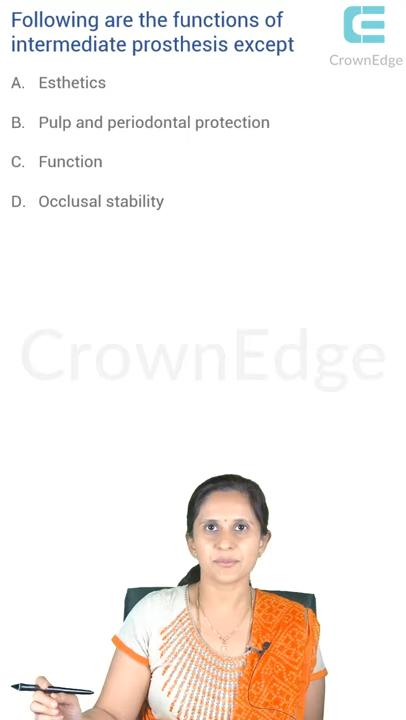 Following are the functions of
intermediate prosthesis except
CrownEdge
A. Esthetics
B. Pulp and periodontal protection
C. Function
D. Occlusal stability
CrownEdge